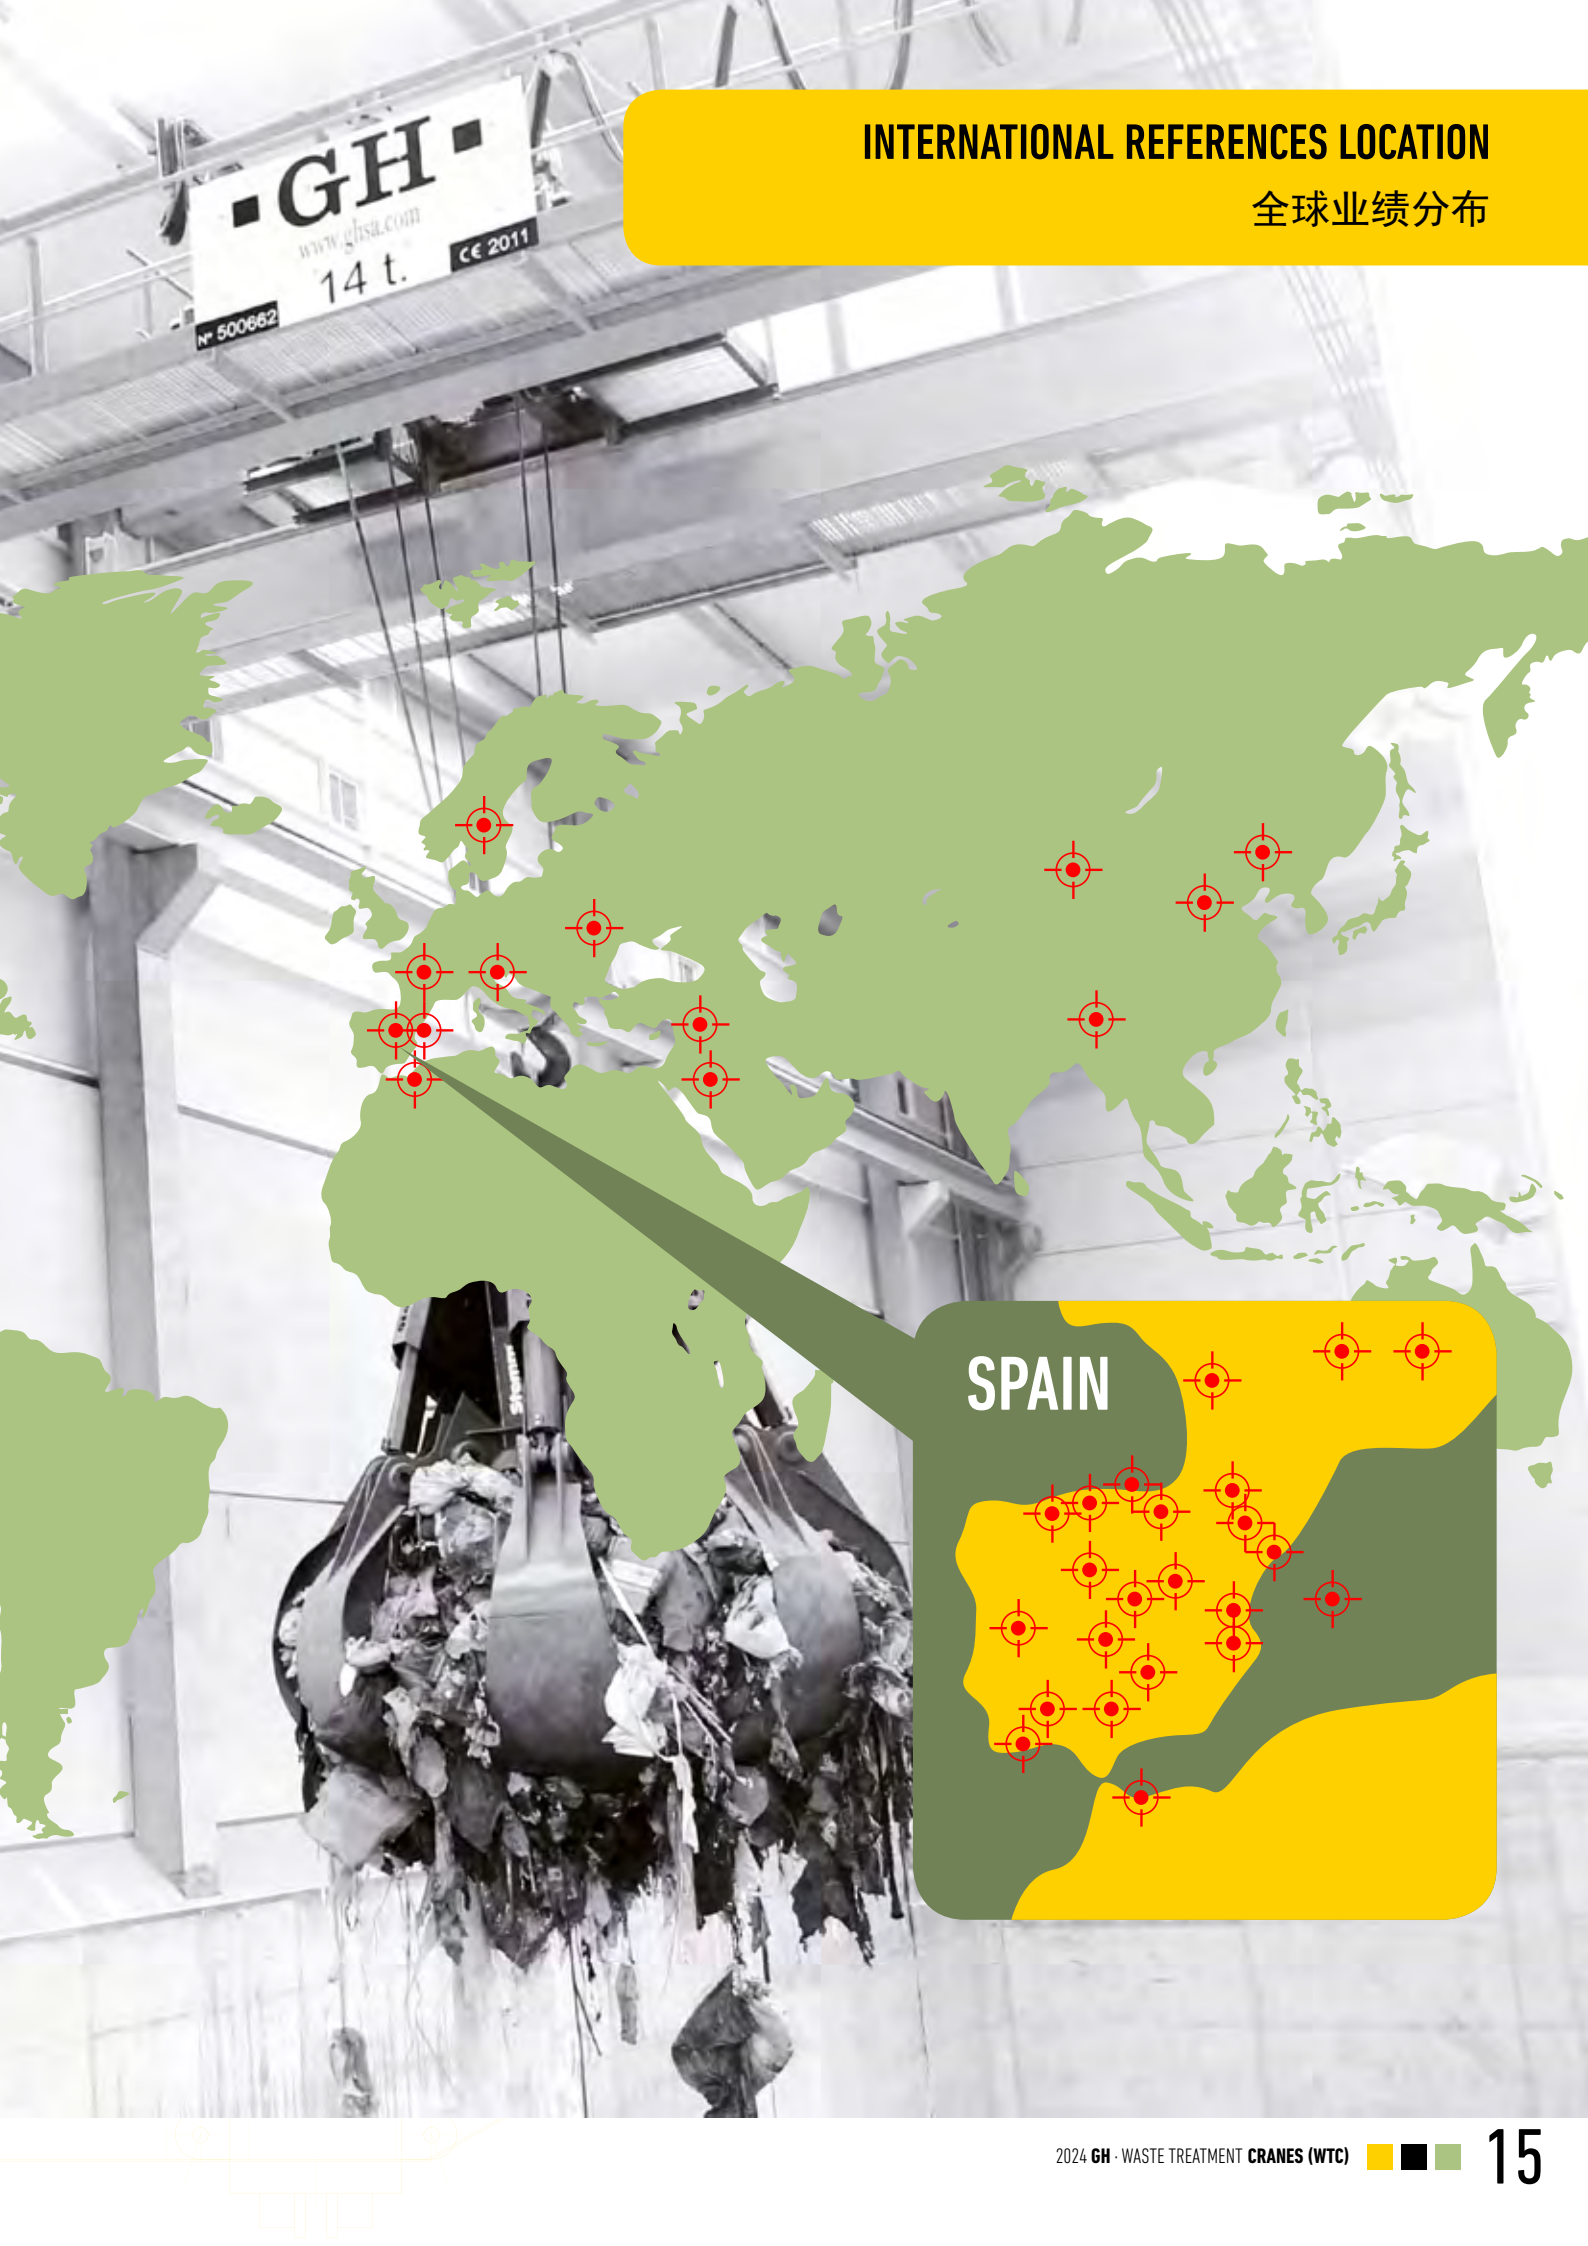 INTERNATIONAL REFERENCES LOCATION
全球业绩分布
GH
www.ghsa.com
14 t.
CE 2011
Nº 500662
Stemm
SPAIN
2024 GH · WASTE TREATMENT CRANES (WTC)
15